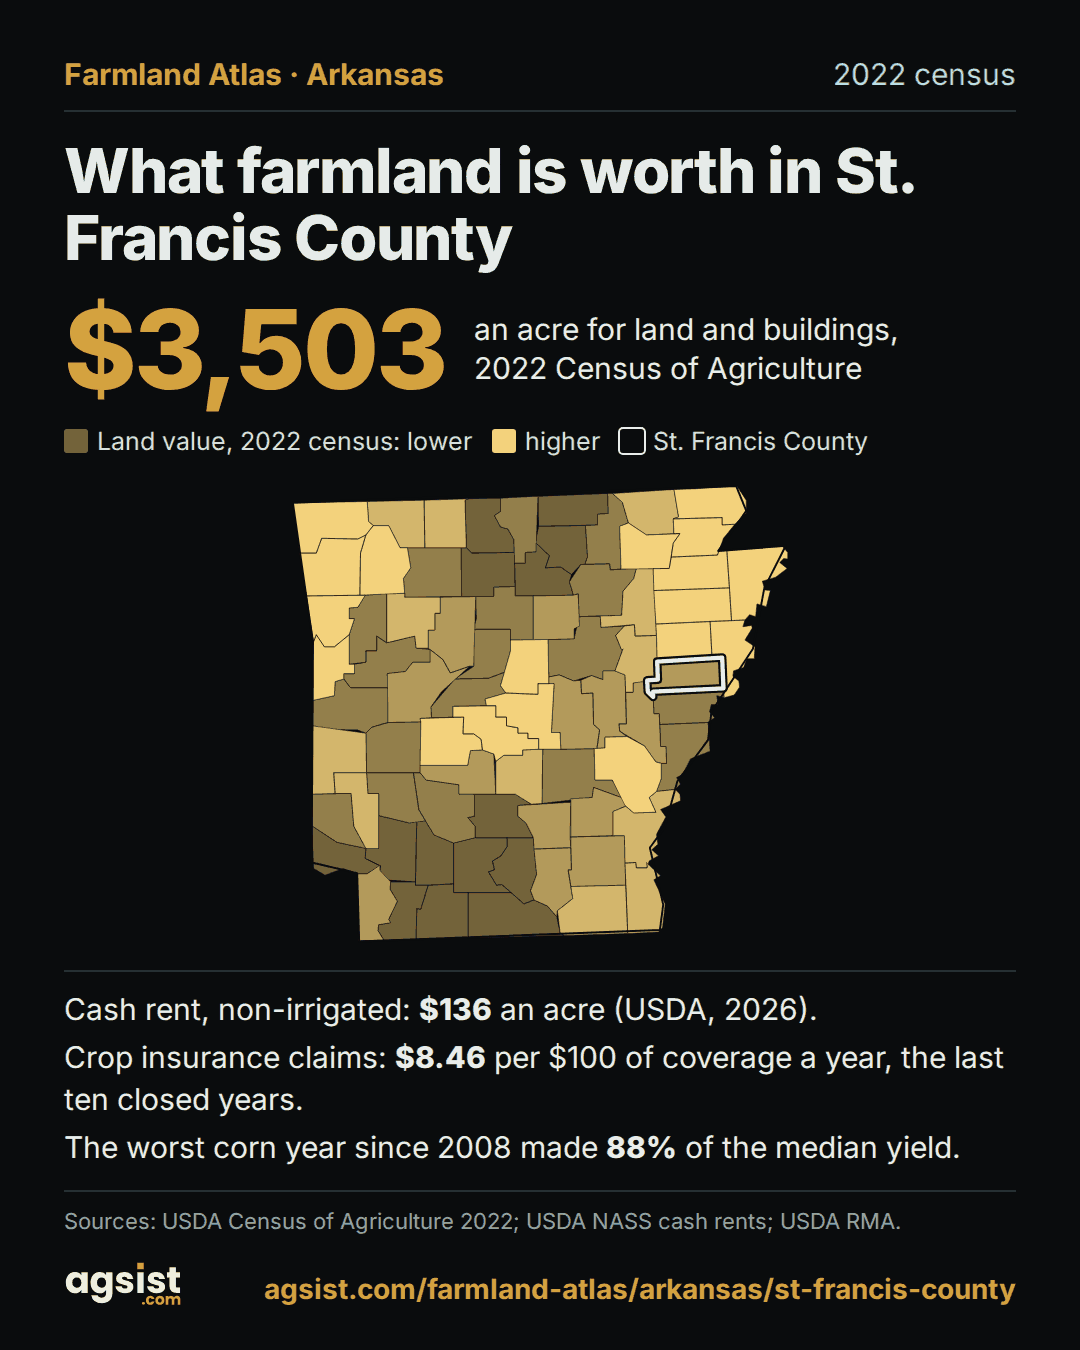 Farmland Atlas · Arkansas
2022 census
What farmland is worth in St.
Francis County
$3,503
an acre for land and buildings,
2022 Census of Agriculture
Land value, 2022 census: lower
higher
St. Francis County
Cash rent, non-irrigated: $136 an acre (USDA, 2026).
Crop insurance claims: $8.46 per $100 of coverage a year, the last
ten closed years.
The worst corn year since 2008 made 88% of the median yield.
Sources: USDA Census of Agriculture 2022; USDA NASS cash rents; USDA RMA.
agsist
.com
agsist.com/farmland-atlas/arkansas/st-francis-county